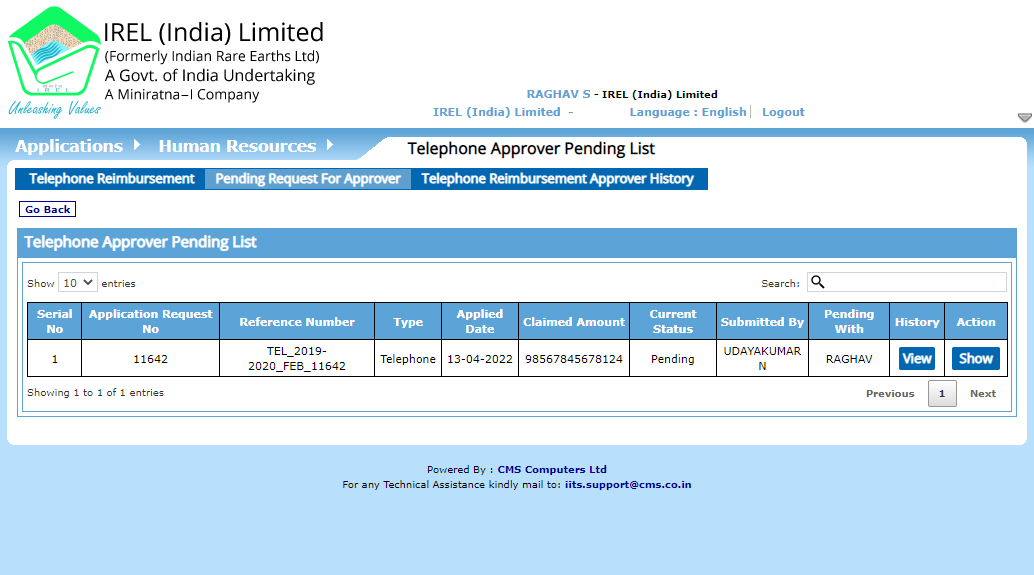 IREL (India) Limited
(Formerly Indian Rare Earths Ltd)
A Govt. of India Undertaking
A Miniratna–I Company
IREL
Unleashing Values
RAGHAV S - IREL (India) Limited
IREL (India) Limited - Language : English Logout
Applications Human Resources Telephone Approver Pending List
Telephone Reimbursement Pending Request For Approver Telephone Reimbursement Approver History
Go Back
Telephone Approver Pending List
Show 10 entries Search:
Serial No Application Request No Reference Number Type Applied Date Claimed Amount Current Status Submitted By Pending With History Action
1 11642 TEL_2019-2020_FEB_11642 Telephone 13-04-2022 98567845678124 Pending UDAYAKUMAR N RAGHAV View Show
Showing 1 to 1 of 1 entries Previous 1 Next
Powered By : CMS Computers Ltd
For any Technical Assistance kindly mail to: iits.support@cms.co.in